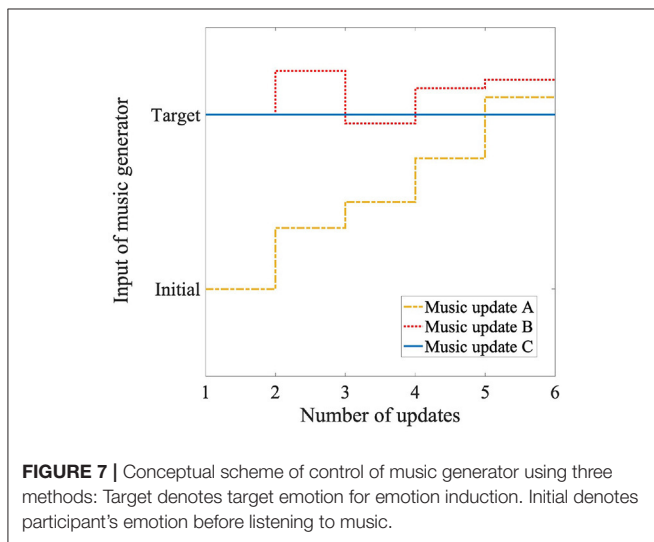 Input of music generator
Target
Initial
Music update A
Music update B
Music update C
1 2 3 4 5 6
Number of updates
FIGURE 7 | Conceptual scheme of control of music generator using three
methods: Target denotes target emotion for emotion induction. Initial denotes
participant's emotion before listening to music.